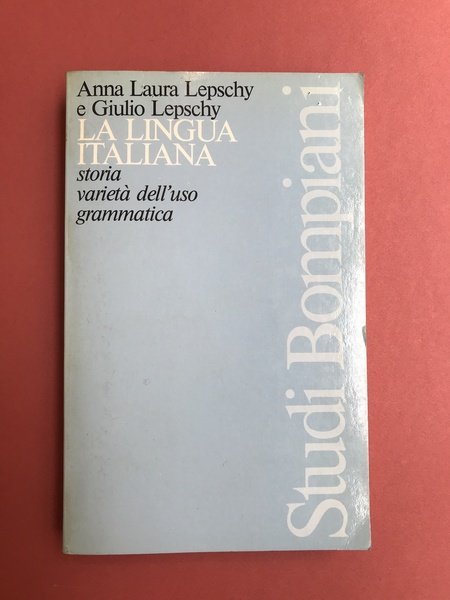 Anna Laura Lepschy
e Giulio Lepschy
LA LINGUA
ITALIANA
storia
varietà dell'uso
grammatica
Studi Bompiani